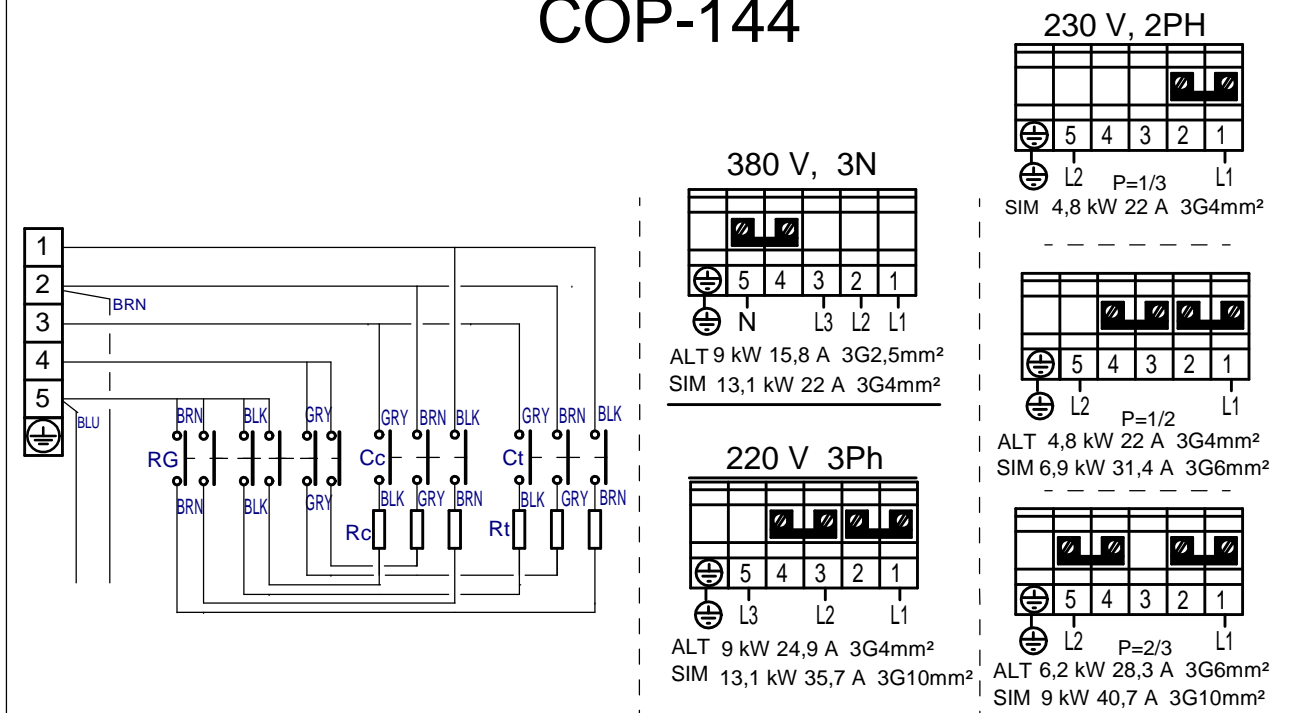 COP-144
1
2
3
4
5
BRN
BLU
BRN BLK GRY GRY BRN BLK GRY BRN BLK
RG Cc Ct
BRN BLK GRY BLK GRY BRN BLK GRY BRN
Rc Rt
380 V, 3N
5 4 3 2 1
N L3 L2 L1
ALT 9 kW 15,8 A 3G2,5mm²
SIM 13,1 kW 22 A 3G4mm²
220 V 3Ph
5 4 3 2 1
L3 L2 L1
ALT 9 kW 24,9 A 3G4mm²
SIM 13,1 kW 35,7 A 3G10mm²
230 V, 2PH
5 4 3 2 1
L2 P=1/3 L1
SIM 4,8 kW 22 A 3G4mm²
5 4 3 2 1
L2 P=1/2 L1
ALT 4,8 kW 22 A 3G4mm²
SIM 6,9 kW 31,4 A 3G6mm²
5 4 3 2 1
L2 P=2/3 L1
ALT 6,2 kW 28,3 A 3G6mm²
SIM 9 kW 40,7 A 3G10mm²